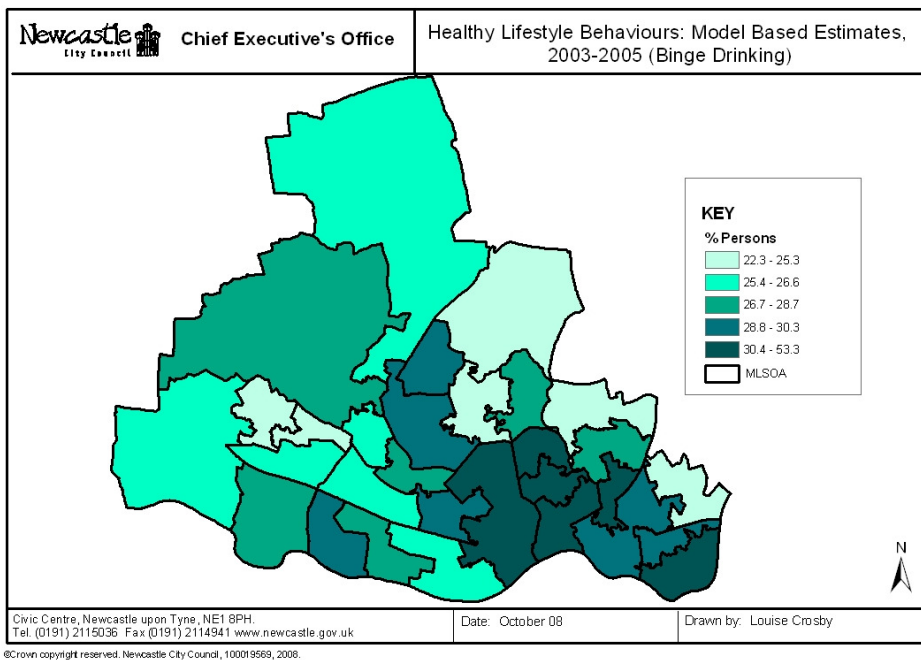 Newcastle
City Council
Chief Executive's Office
Healthy Lifestyle Behaviours: Model Based Estimates,
2003-2005 (Binge Drinking)
KEY
% Persons
22.3 - 25.3
25.4 - 26.6
26.7 - 28.7
28.8 - 30.3
30.4 - 53.3
MLSOA
N
Civic Centre, Newcastle upon Tyne, NE1 8PH.
Tel. (0191) 2115036 Fax (0191) 2114941 www.newcastle.gov.uk
Date: October 08
Drawn by: Louise Crosby
©Crown copyright reserved. Newcastle City Council, 100019569, 2008.